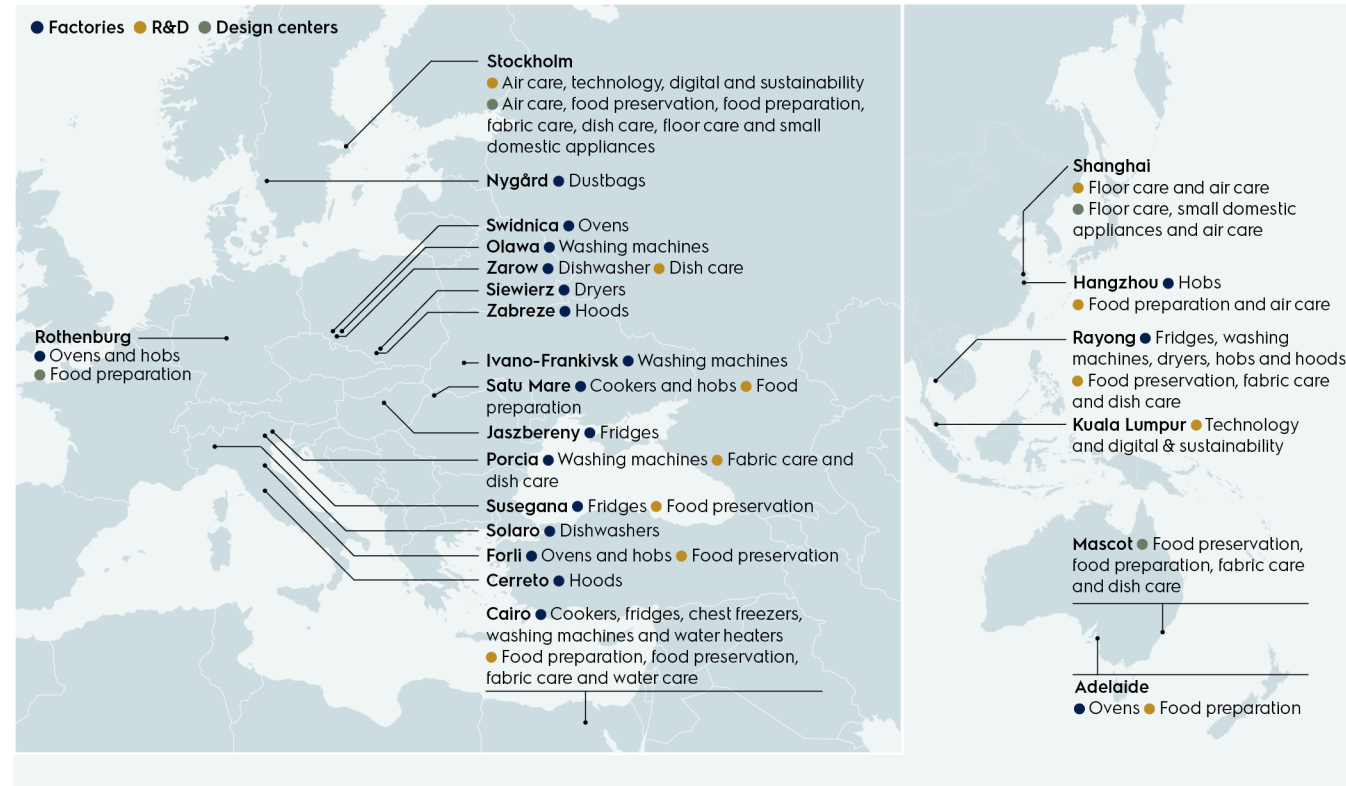 Factories R&D Design centers
Stockholm
Air care, technology, digital and sustainability
Air care, food preservation, food preparation,
fabric care, dish care, floor care and small
domestic appliances
Nygård Dustbags
Swidnica Ovens
Olawa Washing machines
Zarow Dishwasher Dish care
Siewierz Dryers
Zabreze Hoods
Rothenburg
Ovens and hobs
Food preparation
Ivano-Frankivsk Washing machines
Satu Mare Cookers and hobs Food
preparation
Jaszbereny Fridges
Porcia Washing machines Fabric care and
dish care
Susegana Fridges Food preservation
Solaro Dishwashers
Forli Ovens and hobs Food preservation
Cerreto Hoods
Cairo Cookers, fridges, chest freezers,
washing machines and water heaters
Food preparation, food preservation,
fabric care and water care
Shanghai
Floor care and air care
Floor care, small domestic
appliances and air care
Hangzhou Hobs
Food preparation and air care
Rayong Fridges, washing
machines, dryers, hobs and hoods
Food preservation, fabric care
and dish care
Kuala Lumpur Technology
and digital & sustainability
Mascot Food preservation,
food preparation, fabric care
and dish care
Adelaide
Ovens Food preparation